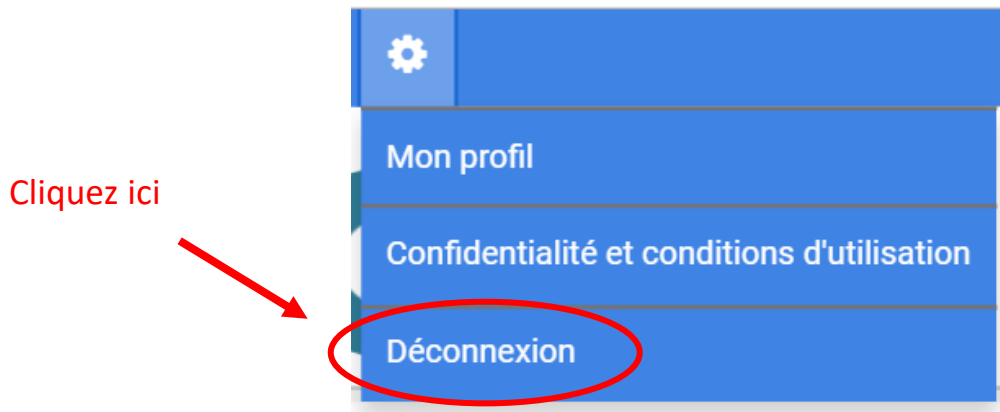 Mon profil
Cliquez ici
Confidentialité et conditions d'utilisation
Déconnexion